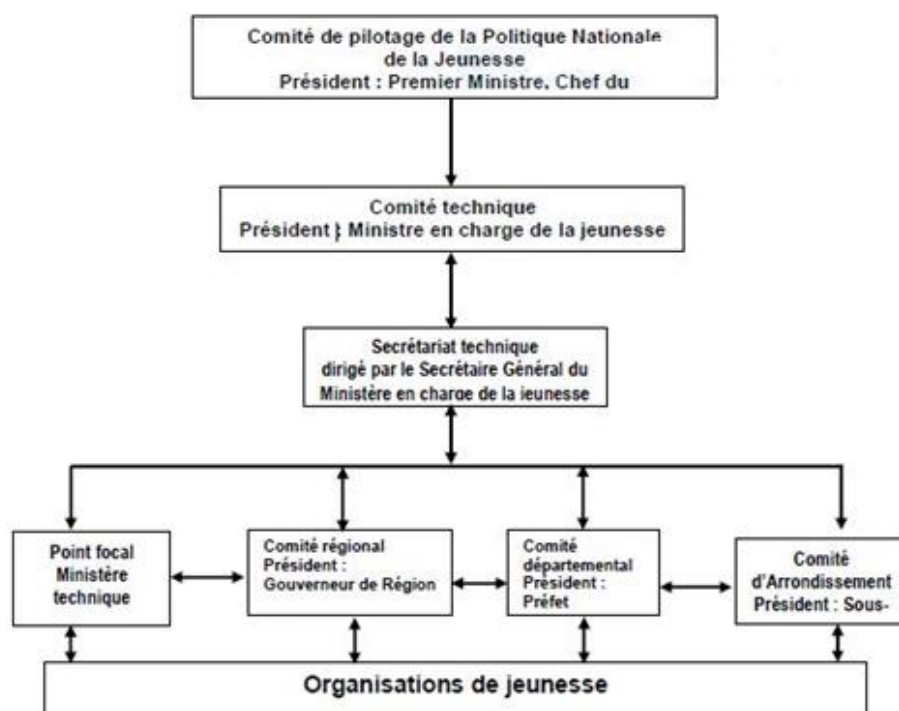 Comité de pilotage de la Politique Nationale
de la Jeunesse
Président : Premier Ministre. Chef du
Comité technique
Président } Ministre en charge de la jeunesse
Secrétariat technique
dirigé par le Secrétaire Général du
Ministère en charge de la jeunesse
Point focal
Ministère
technique
Comité régional
Président :
Gouverneur de Région
Comité
départemental
Président :
Préfet
Comité
d'Arrondissement
Président : Sous-
Organisations de jeunesse